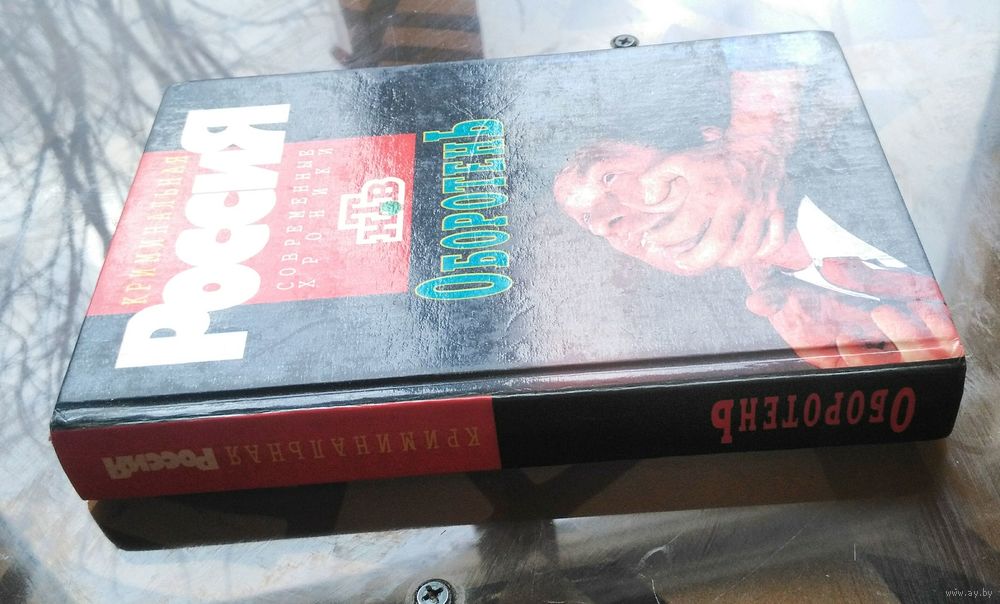 КРИМИНАЛЬНАЯ
РОССИЯ
СОВРЕМЕННЫЕ
ХРОНИКИ
НТВ
ОБОРОТЕНЬ
КРИМИНАЛЬНАЯ РОССИЯ
ОБОРОТЕНЬ
www.ay.by